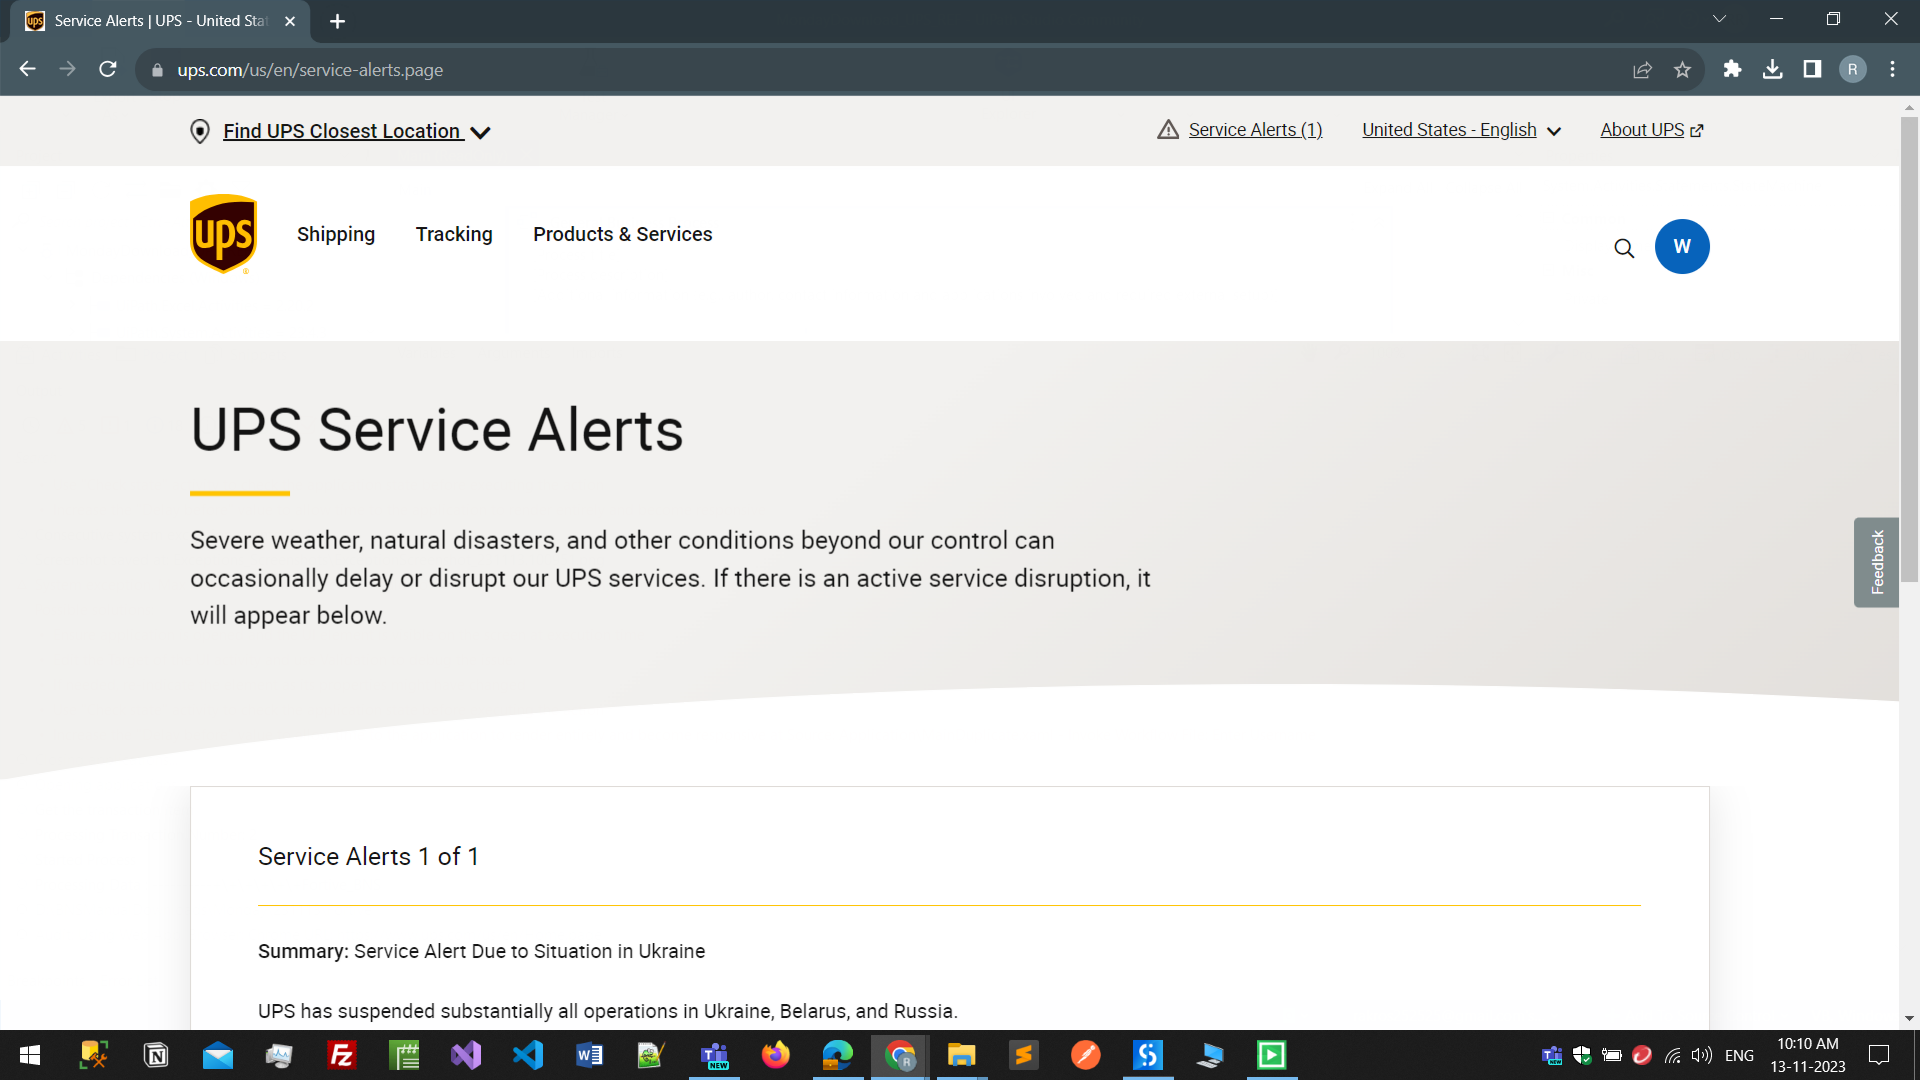 Service Alerts | UPS - United Sta
ups.com/us/en/service-alerts.page
R
Find UPS Closest Location
Service Alerts (1)
United States - English
About UPS
ups
Shipping
Tracking
Products & Services
W
UPS Service Alerts
Severe weather, natural disasters, and other conditions beyond our control can
occasionally delay or disrupt our UPS services. If there is an active service disruption, it
will appear below.
Feedback
Service Alerts 1 of 1
Summary: Service Alert Due to Situation in Ukraine
UPS has suspended substantially all operations in Ukraine, Belarus, and Russia.
NEW
ENG
10:10 AM
13-11-2023